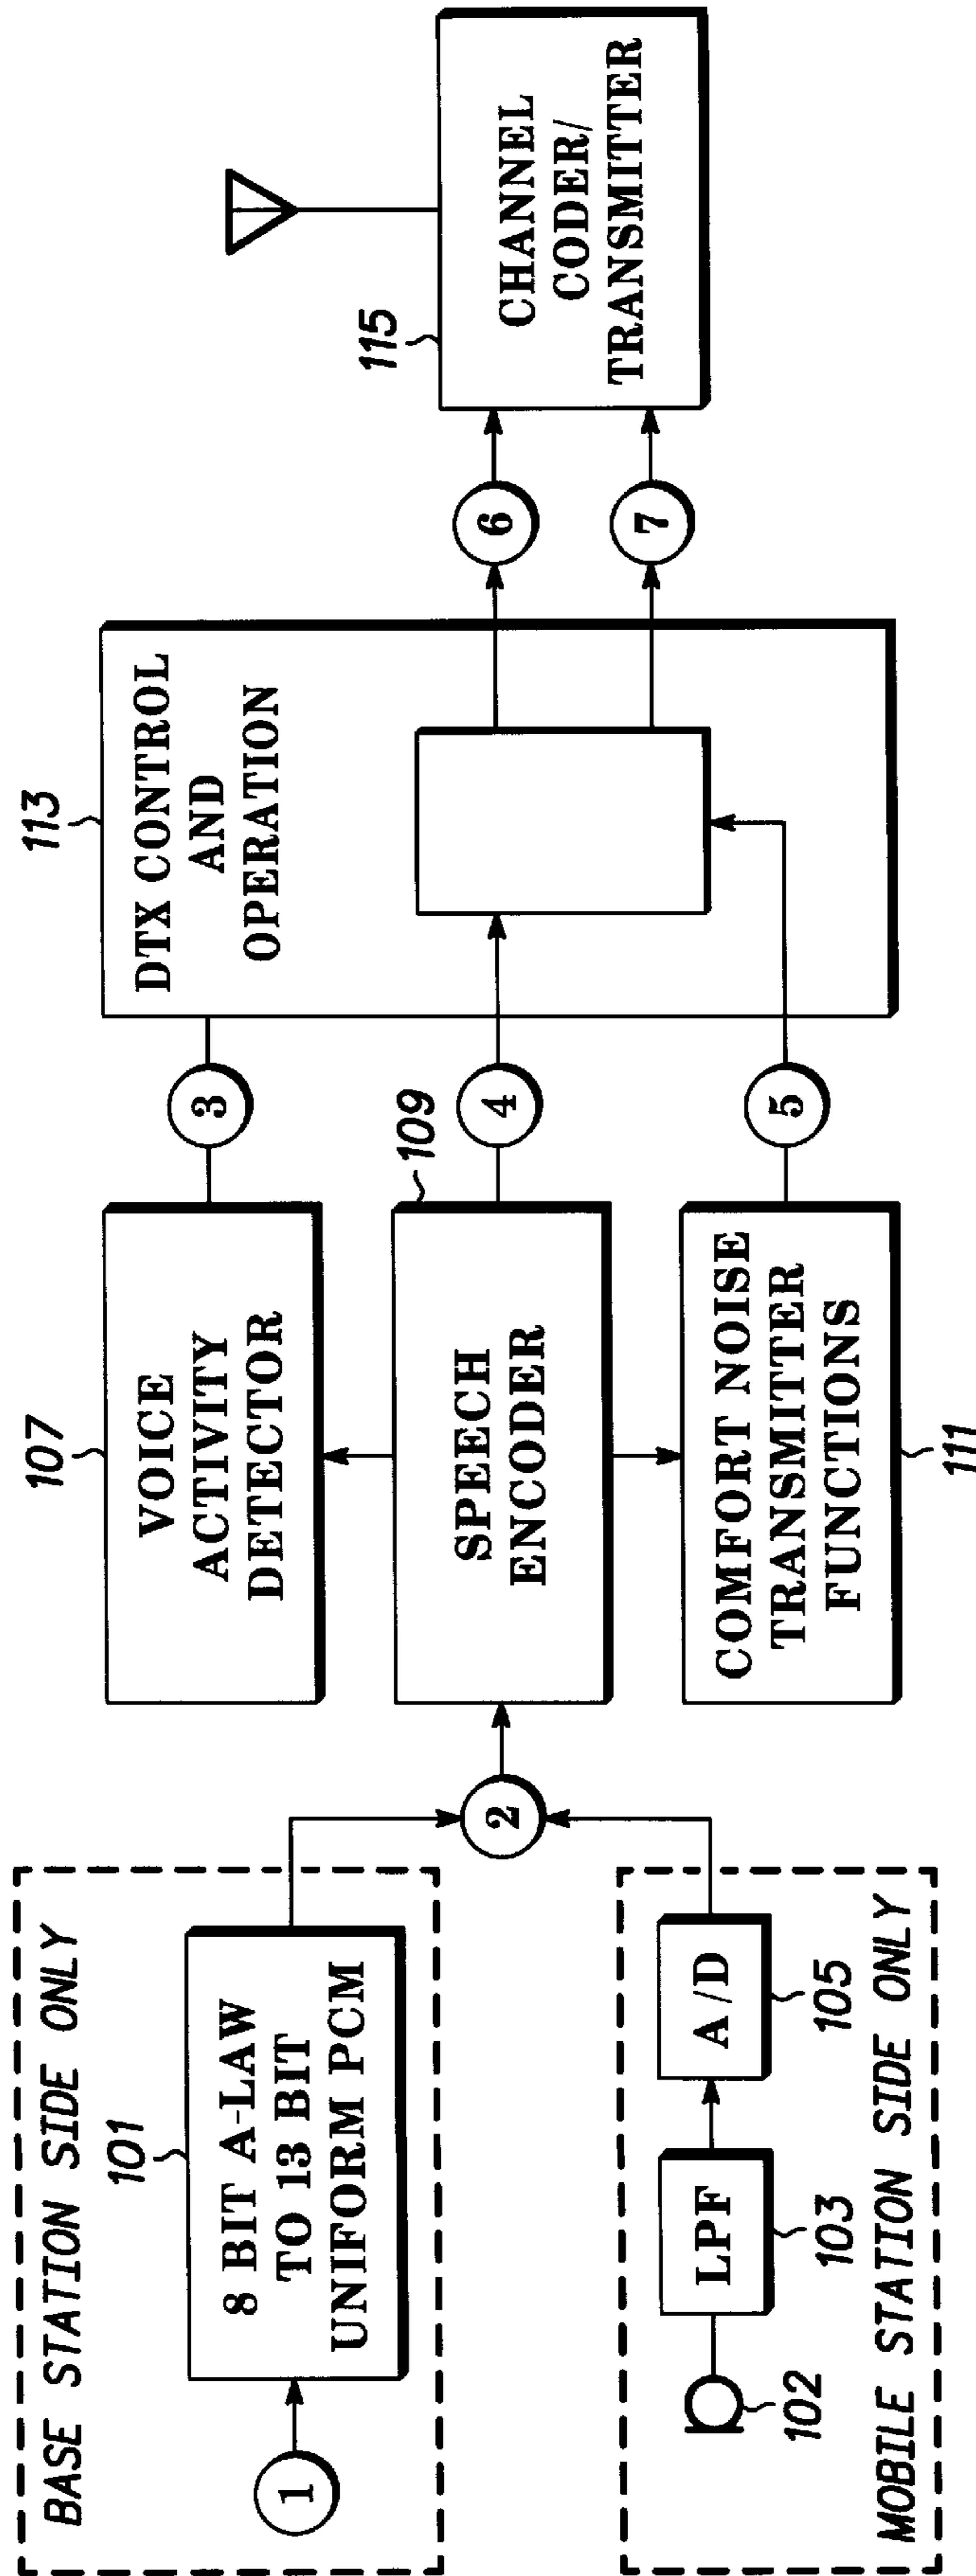 BASE STATION SIDE ONLY
101
8 BIT A-LAW
TO 13 BIT
UNIFORM PCM
1
2
102
LPF
103
A/D
105
MOBILE STATION SIDE ONLY
107
VOICE
ACTIVITY
DETECTOR
3
SPEECH
ENCODER
109
4
COMFORT NOISE
TRANSMITTER
FUNCTIONS
111
5
113
DTX CONTROL
AND
OPERATION
6
7
115
CHANNEL
CODER/
TRANSMITTER